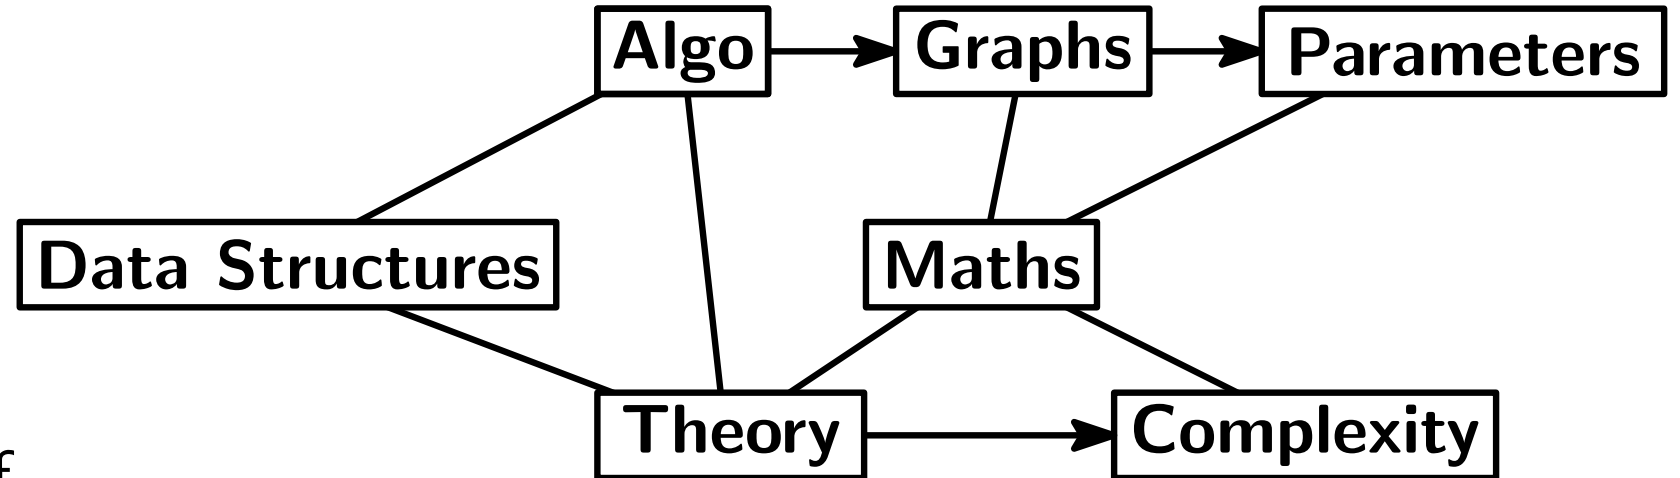 Algo Graphs Parameters
Data Structures Maths
Theory Complexity
f